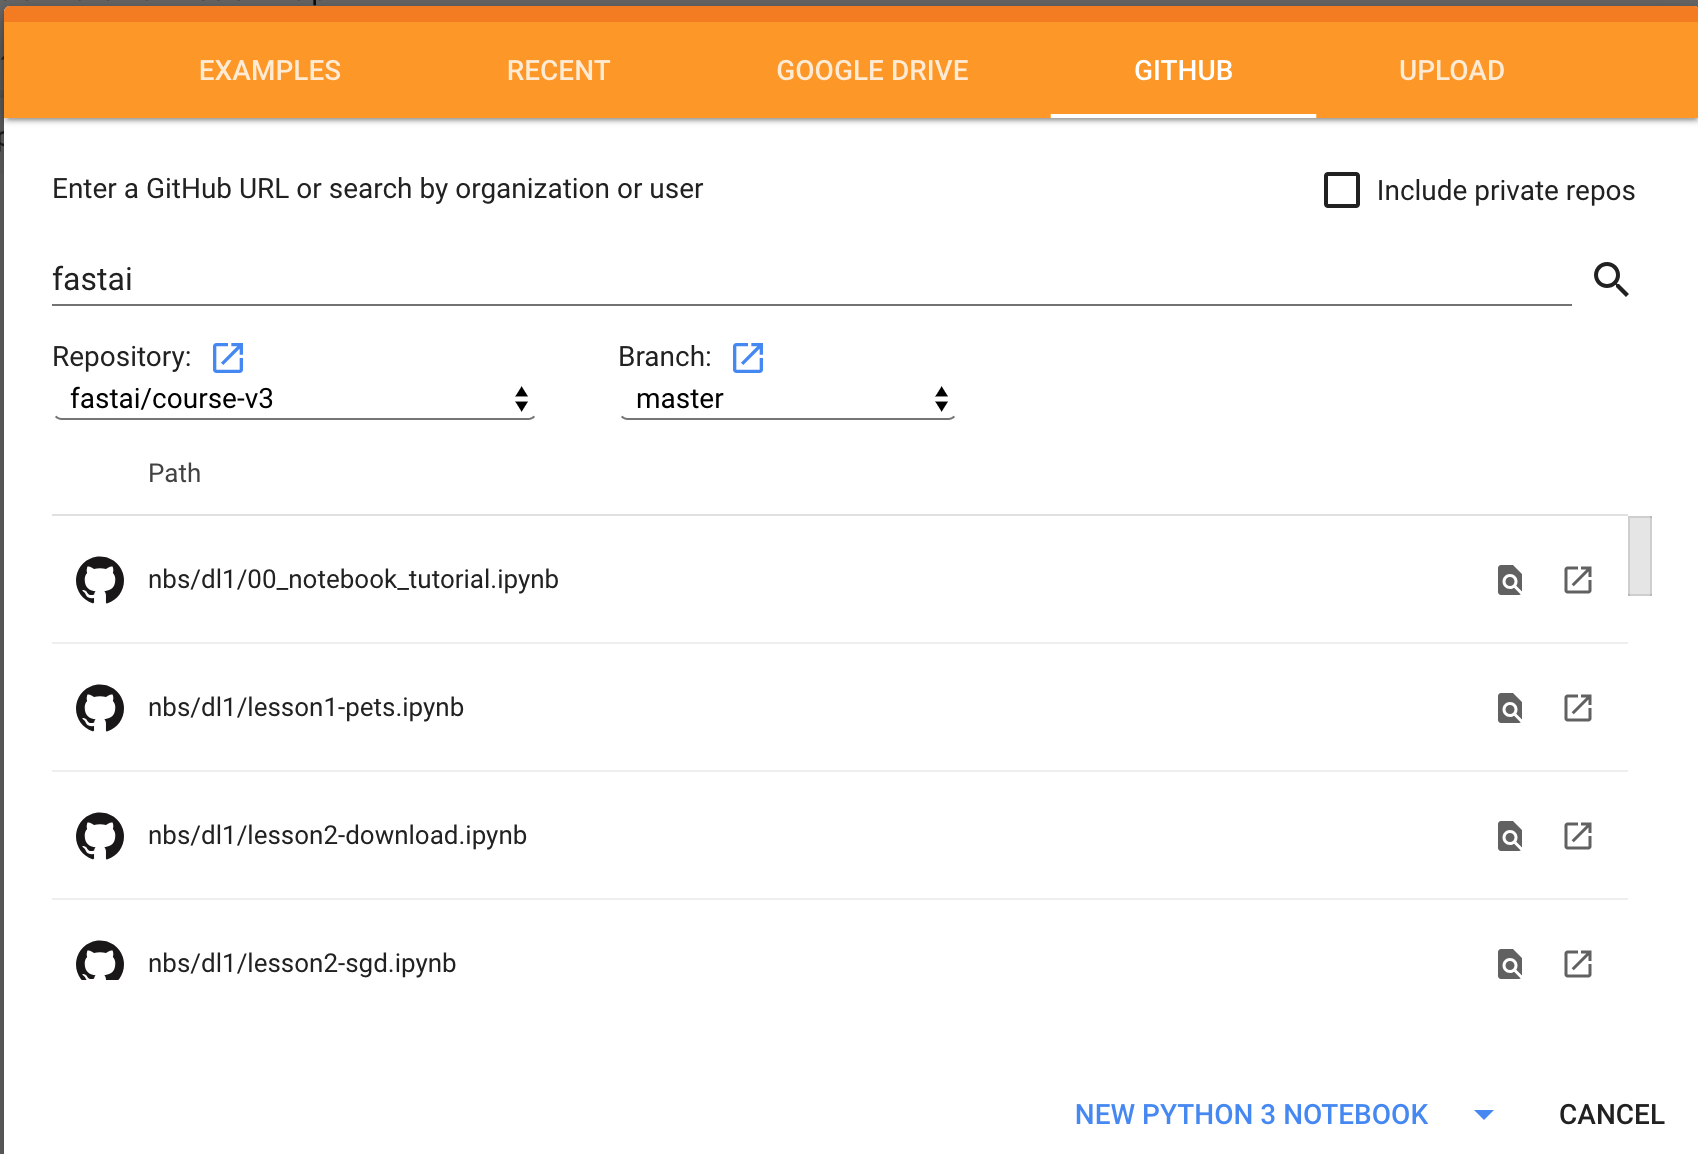 EXAMPLES RECENT GOOGLE DRIVE GITHUB UPLOAD
Enter a GitHub URL or search by organization or user
Include private repos
fastai
Repository: Branch:
fastai/course-v3 master
Path
nbs/dl1/00_notebook_tutorial.ipynb
nbs/dl1/lesson1-pets.ipynb
nbs/dl1/lesson2-download.ipynb
nbs/dl1/lesson2-sgd.ipynb
NEW PYTHON 3 NOTEBOOK CANCEL